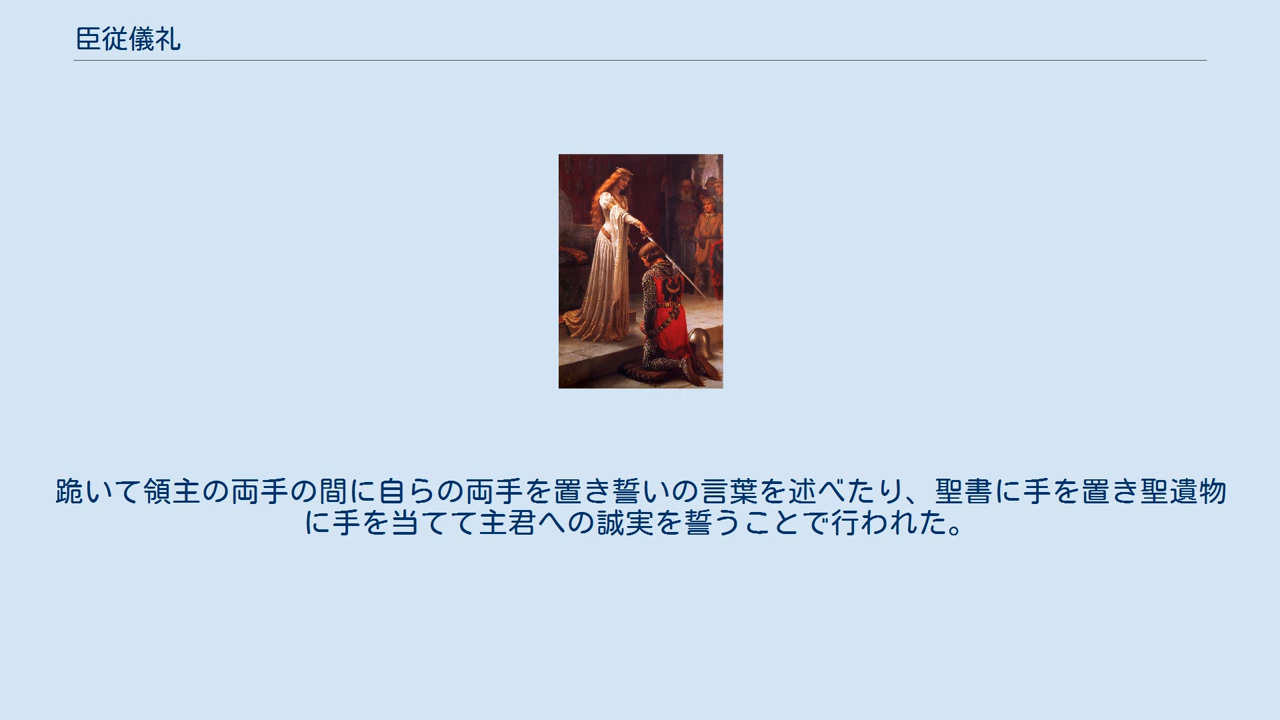 臣従儀礼
跪いて領主の両手の間に自らの両手を置き誓いの言葉を述べたり、聖書に手を置き聖遺物
に手を当てて主君への誠実を誓うことで行われた。